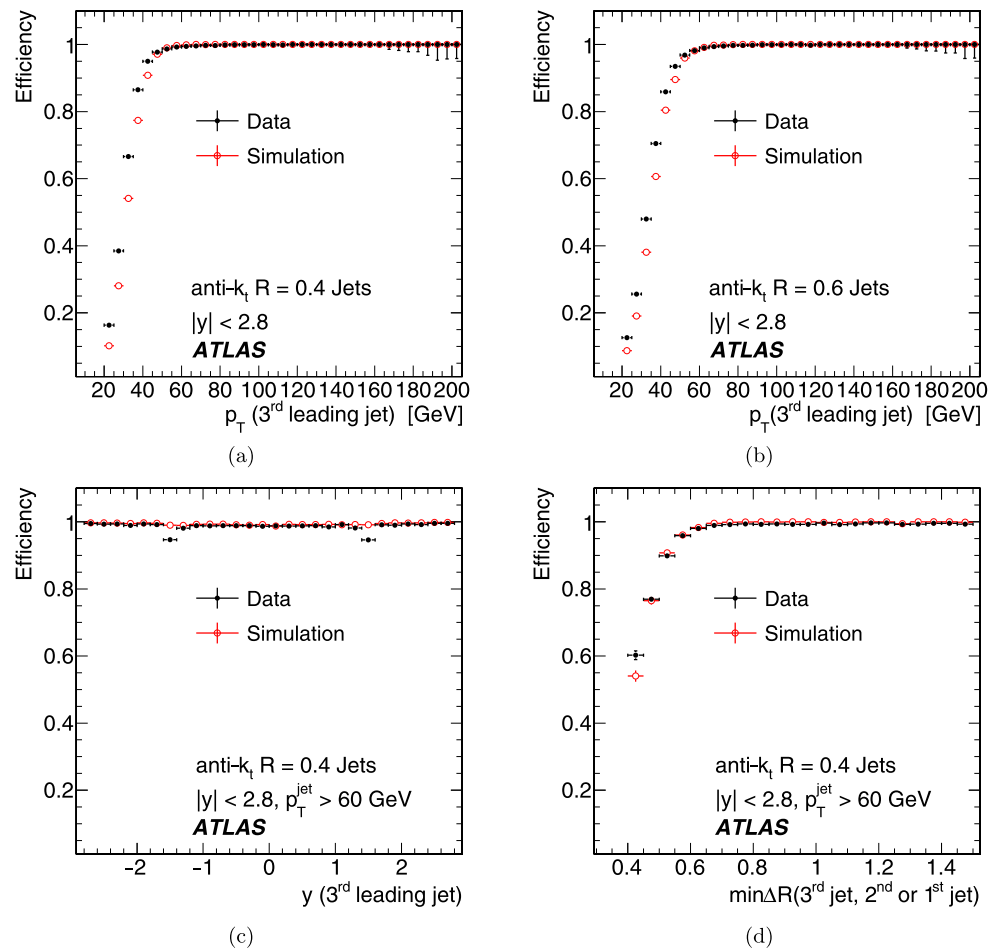 Efficiency
1
0.8
0.6
0.4
0.2
Data
Simulation
anti-k_t R = 0.4 Jets
|y| < 2.8
ATLAS
20 40 60 80 100 120 140 160 180 200
p_T (3^rd leading jet) [GeV]
(a)
Efficiency
1
0.8
0.6
0.4
0.2
Data
Simulation
anti-k_t R = 0.6 Jets
|y| < 2.8
ATLAS
20 40 60 80 100 120 140 160 180 200
p_T (3^rd leading jet) [GeV]
(b)
Efficiency
1
0.8
0.6
0.4
0.2
Data
Simulation
anti-k_t R = 0.4 Jets
|y| < 2.8, p_T^jet > 60 GeV
ATLAS
−2 −1 0 1 2
y (3^rd leading jet)
(c)
Efficiency
1
0.8
0.6
0.4
0.2
Data
Simulation
anti-k_t R = 0.4 Jets
|y| < 2.8, p_T^jet > 60 GeV
ATLAS
0.4 0.6 0.8 1 1.2 1.4
minΔR(3^rd jet, 2^nd or 1^st jet)
(d)